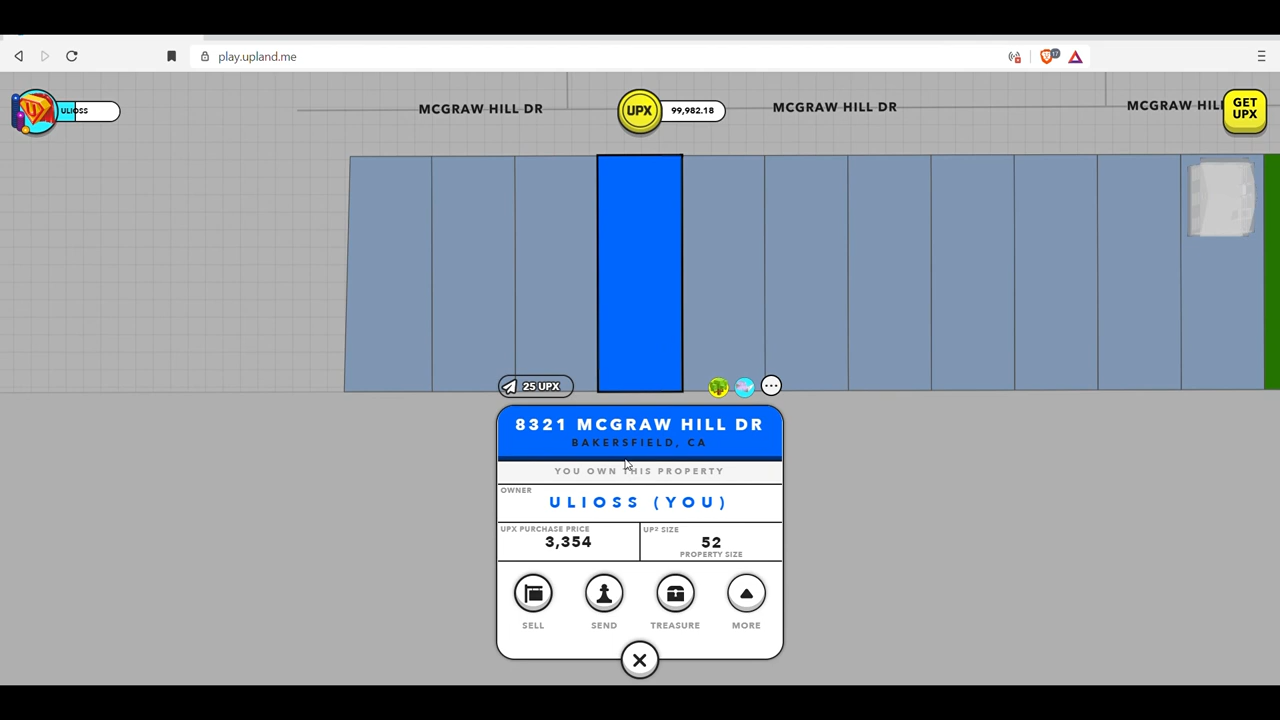 play.upland.me
17
MCGRAW HILL DR
MCGRAW HILL DR
MCGRAW HILL
GET
UPX
ULIOSS
UPX
99,982.18
25 UPX
8321 MCGRAW HILL DR
BAKERSFIELD, CA
YOU OWN THIS PROPERTY
OWNER
ULIOSS (YOU)
UPX PURCHASE PRICE
3,354
UP² SIZE
52
PROPERTY SIZE
SELL
SEND
TREASURE
MORE